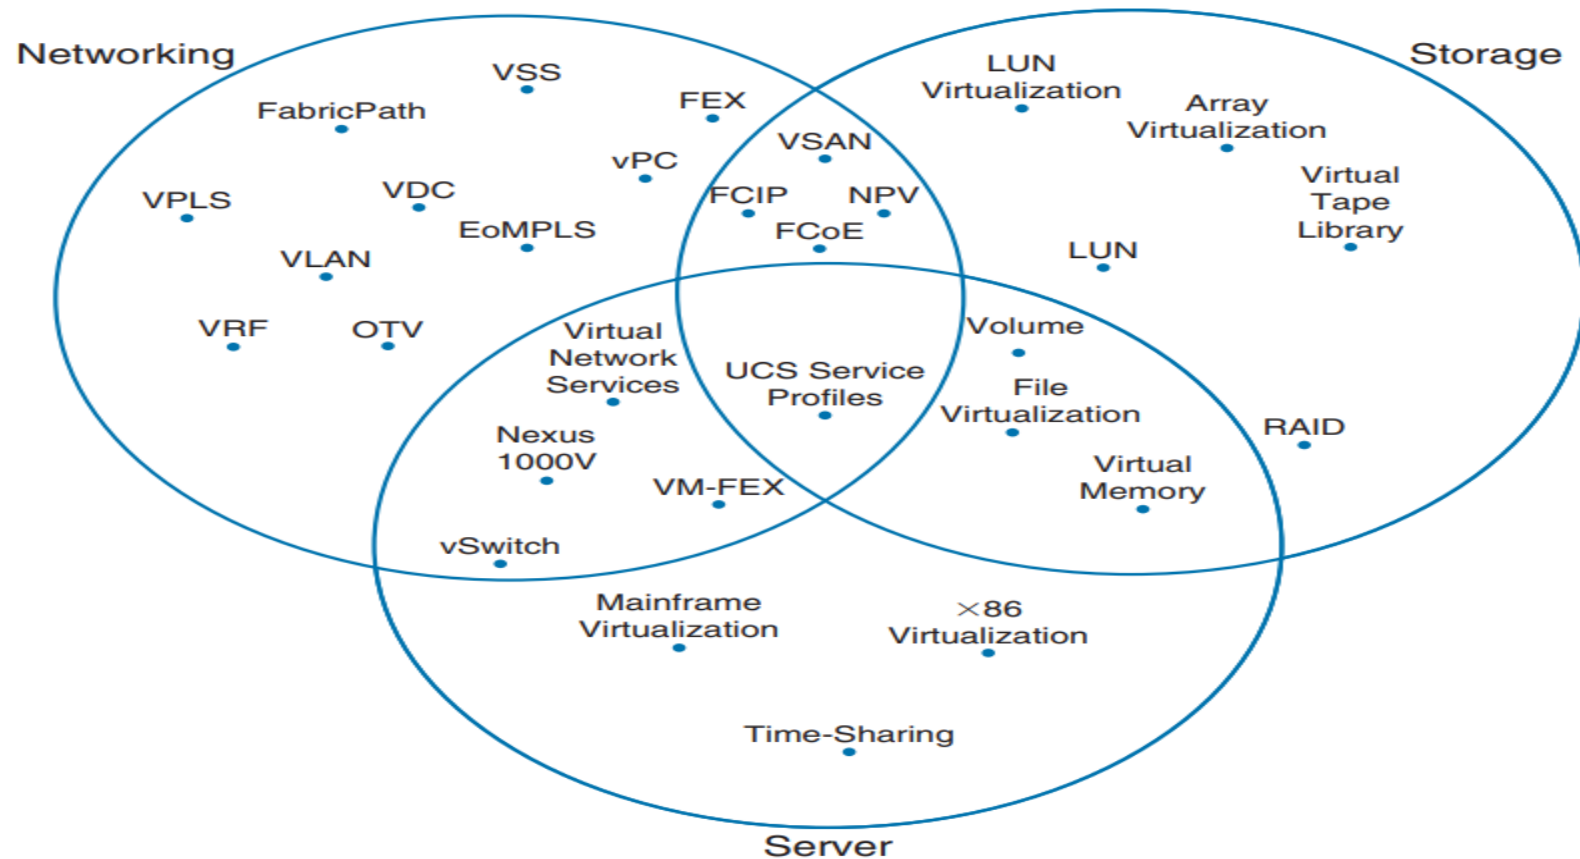 Networking
Storage
VSS
FabricPath
FEX
vPC
VPLS
VDC
EoMPLS
VLAN
VRF
OTV
VSAN
FCIP
NPV
FCoE
LUN
Virtualization
Array
Virtualization
Virtual
Tape
Library
LUN
RAID
Virtual
Network
Services
Nexus
1000V
VM-FEX
vSwitch
UCS Service
Profiles
Volume
File
Virtualization
Virtual
Memory
Mainframe
Virtualization
×86
Virtualization
Time-Sharing
Server